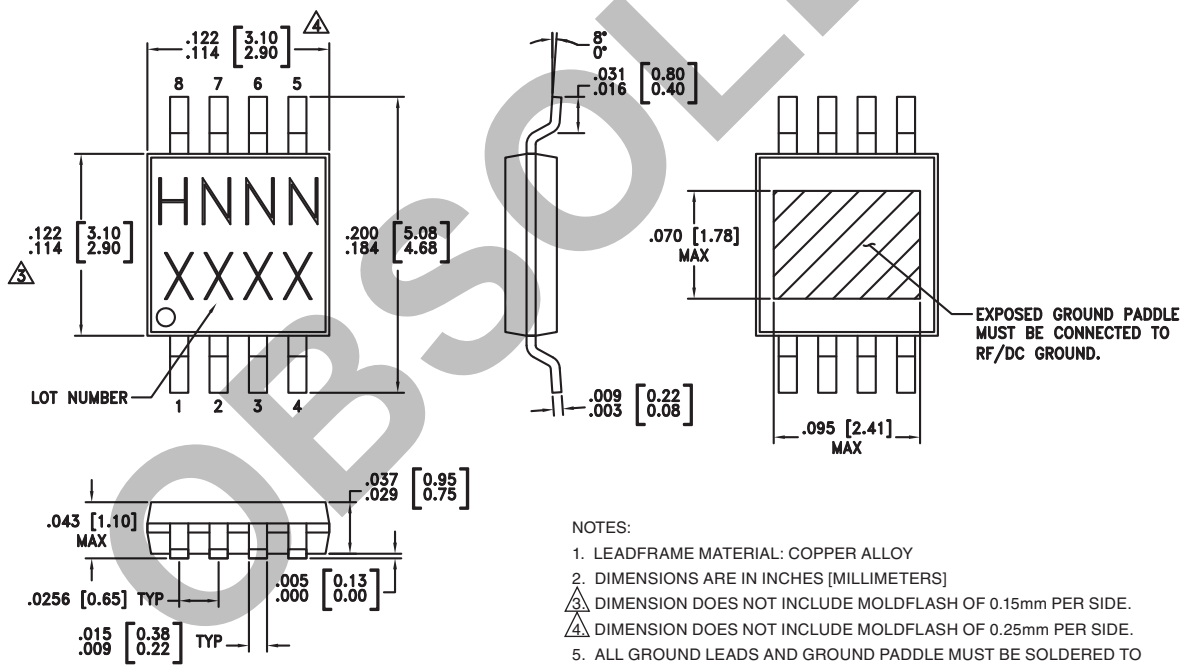 .122 [3.10]
.114 [2.90]
4
8 7 6 5
HNNN
XXXX
.122 [3.10]
.114 [2.90]
3
.200 [5.08]
.184 [4.68]
LOT NUMBER
1 2 3 4
8°
0°
.031 [0.80]
.016 [0.40]
.009 [0.22]
.003 [0.08]
.070 [1.78]
MAX
EXPOSED GROUND PADDLE
MUST BE CONNECTED TO
RF/DC GROUND.
.095 [2.41]
MAX
.037 [0.95]
.029 [0.75]
.043 [1.10]
MAX
.005 [0.13]
.000 [0.00]
.0256 [0.65] TYP
.015 [0.38] TYP
.009 [0.22]
NOTES:
1. LEADFRAME MATERIAL: COPPER ALLOY
2. DIMENSIONS ARE IN INCHES [MILLIMETERS]
3. DIMENSION DOES NOT INCLUDE MOLDFLASH OF 0.15mm PER SIDE.
4. DIMENSION DOES NOT INCLUDE MOLDFLASH OF 0.25mm PER SIDE.
5. ALL GROUND LEADS AND GROUND PADDLE MUST BE SOLDERED TO
OBSOL